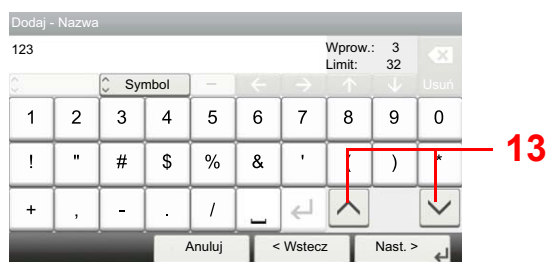 Dodaj - Nazwa
123 Wprow.: 3
Limit: 32
Symbol - ← → ↑ ↓ Usuń
1 2 3 4 5 6 7 8 9 0
! " # $ % & ' ( ) *
+ , - . / ⎵
Anuluj < Wstecz Nast. >
13